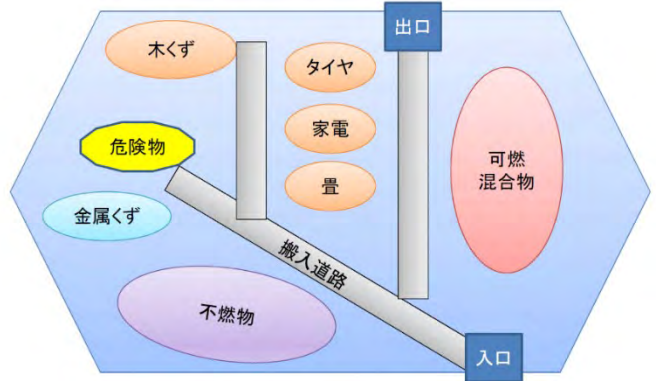 出口
木くず
タイヤ
家電
畳
危険物
金属くず
可燃
混合物
搬入道路
不燃物
入口